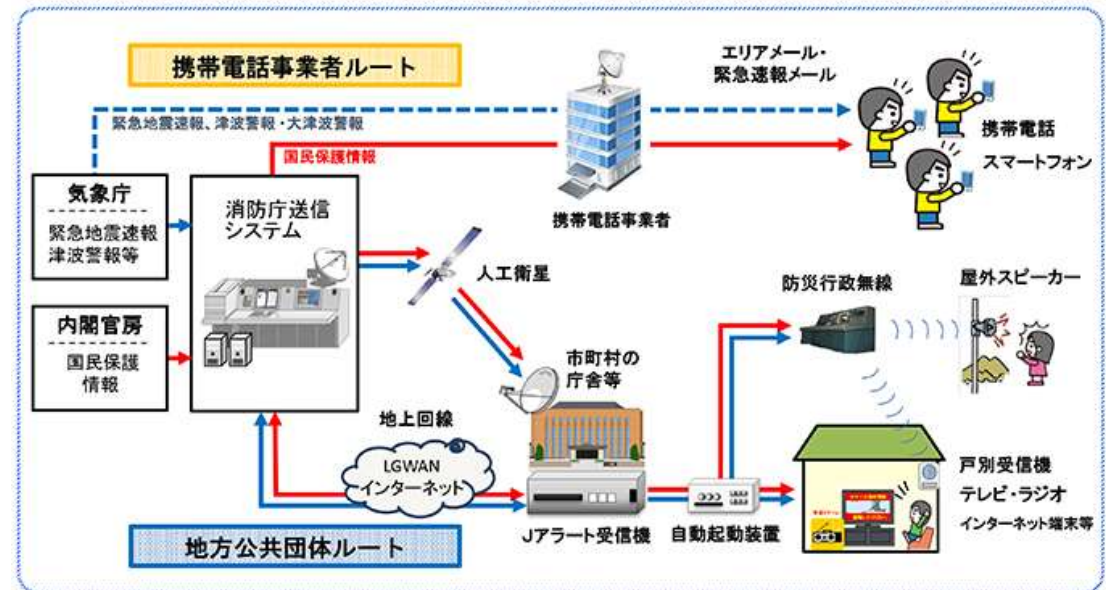 携帯電話事業者ルート
エリアメール・
緊急速報メール
緊急地震速報、津波警報・大津波警報
国民保護情報
携帯電話
スマートフォン
携帯電話事業者
気象庁
緊急地震速報
津波警報等
消防庁送信
システム
人工衛星
内閣官房
国民保護
情報
防災行政無線
屋外スピーカー
市町村の
庁舎等
地上回線
LGWAN
インターネット
Jアラート受信機
自動起動装置
戸別受信機
テレビ・ラジオ
インターネット端末等
地方公共団体ルート